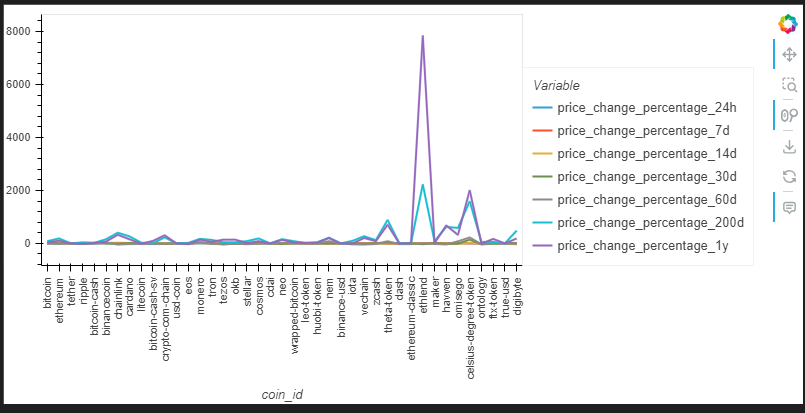 8000
6000
4000
2000
0
bitcoin
ethereum
tether
ripple
bitcoin-cash
binancecoin
chainlink
cardano
litecoin
bitcoin-cash-sv
crypto-com-chain
usd-coin
eos
monero
tron
tezos
okb
stellar
cosmos
cdai
neo
wrapped-bitcoin
leo-token
huobi-token
nem
binance-usd
iota
vechain
zcash
theta-token
dash
ethereum-classic
ethlend
maker
havven
omisego
celsius-degree-token
ontology
ftx-token
true-usd
digibyte
coin_id
Variable
price_change_percentage_24h
price_change_percentage_7d
price_change_percentage_14d
price_change_percentage_30d
price_change_percentage_60d
price_change_percentage_200d
price_change_percentage_1y